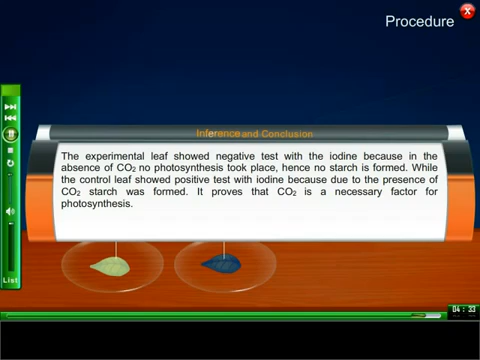 Procedure
Inference and Conclusion
The experimental leaf showed negative test with the iodine because in the
absence of CO₂ no photosynthesis took place, hence no starch is formed. While
the control leaf showed positive test with iodine because due to the presence of
CO₂ starch was formed. It proves that CO₂ is a necessary factor for
photosynthesis.
List
04 : 33